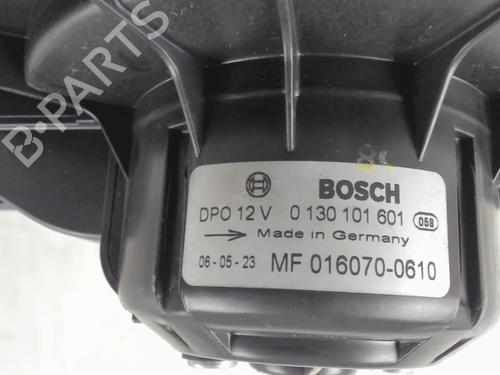 B-PARTS
BOSCH
DPO 12 V 0 130 101 601 058
Made in Germany
06-05-23 MF 016070-0610